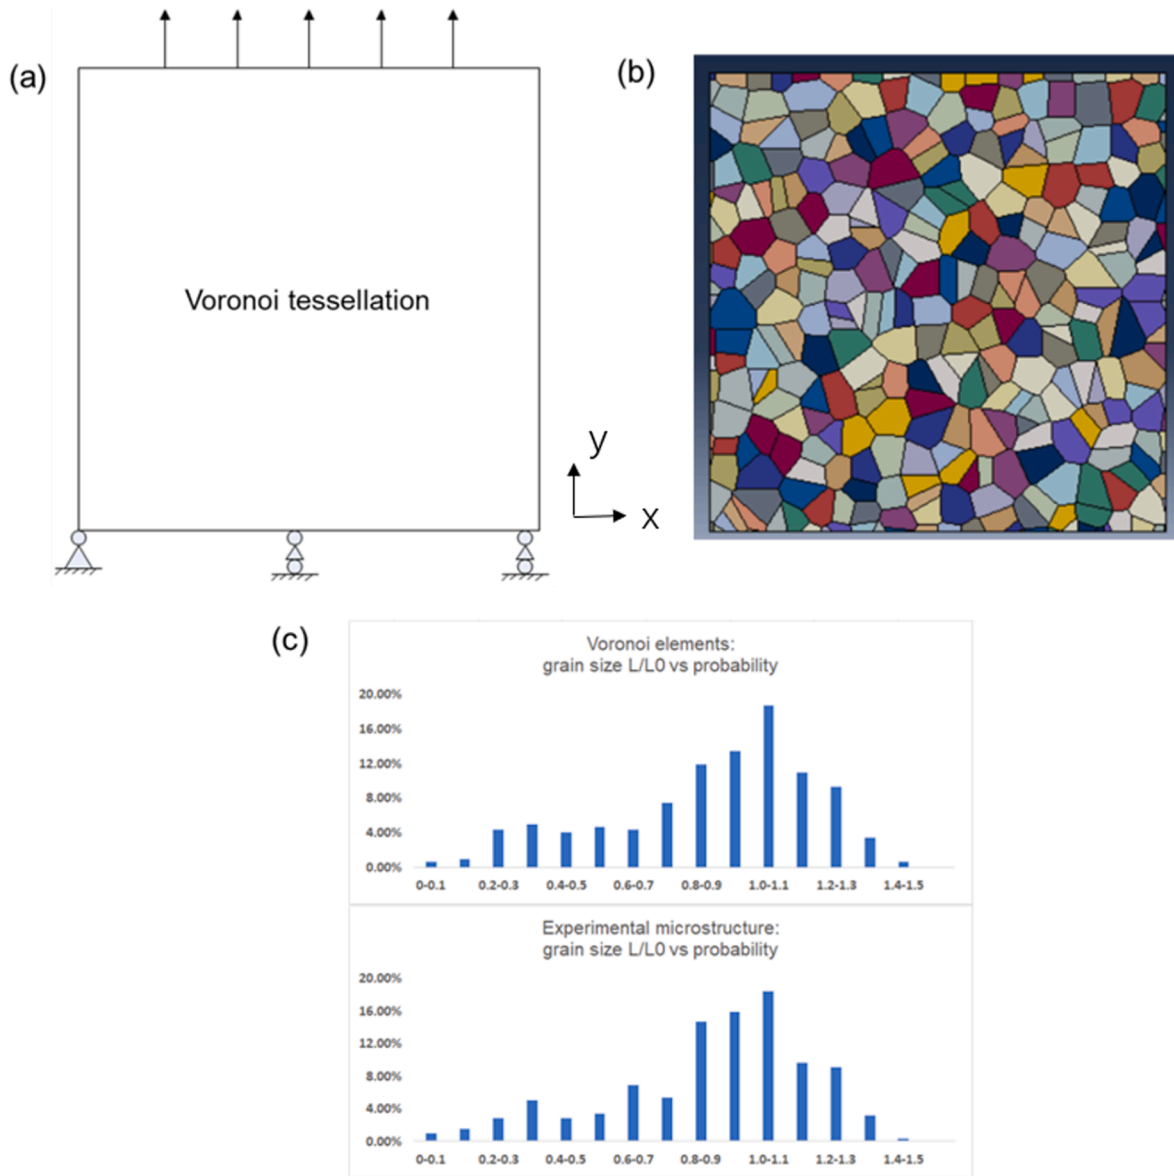 (a)
(b)
Voronoi tessellation
y
x
(c)
Voronoi elements:
grain size L/L0 vs probability
20.00%
16.00%
12.00%
8.00%
4.00%
0.00%
0-0.1 0.2-0.3 0.4-0.5 0.6-0.7 0.8-0.9 1.0-1.1 1.2-1.3 1.4-1.5
Experimental microstructure:
grain size L/L0 vs probability
20.00%
16.00%
12.00%
8.00%
4.00%
0.00%
0-0.1 0.2-0.3 0.4-0.5 0.6-0.7 0.8-0.9 1.0-1.1 1.2-1.3 1.4-1.5